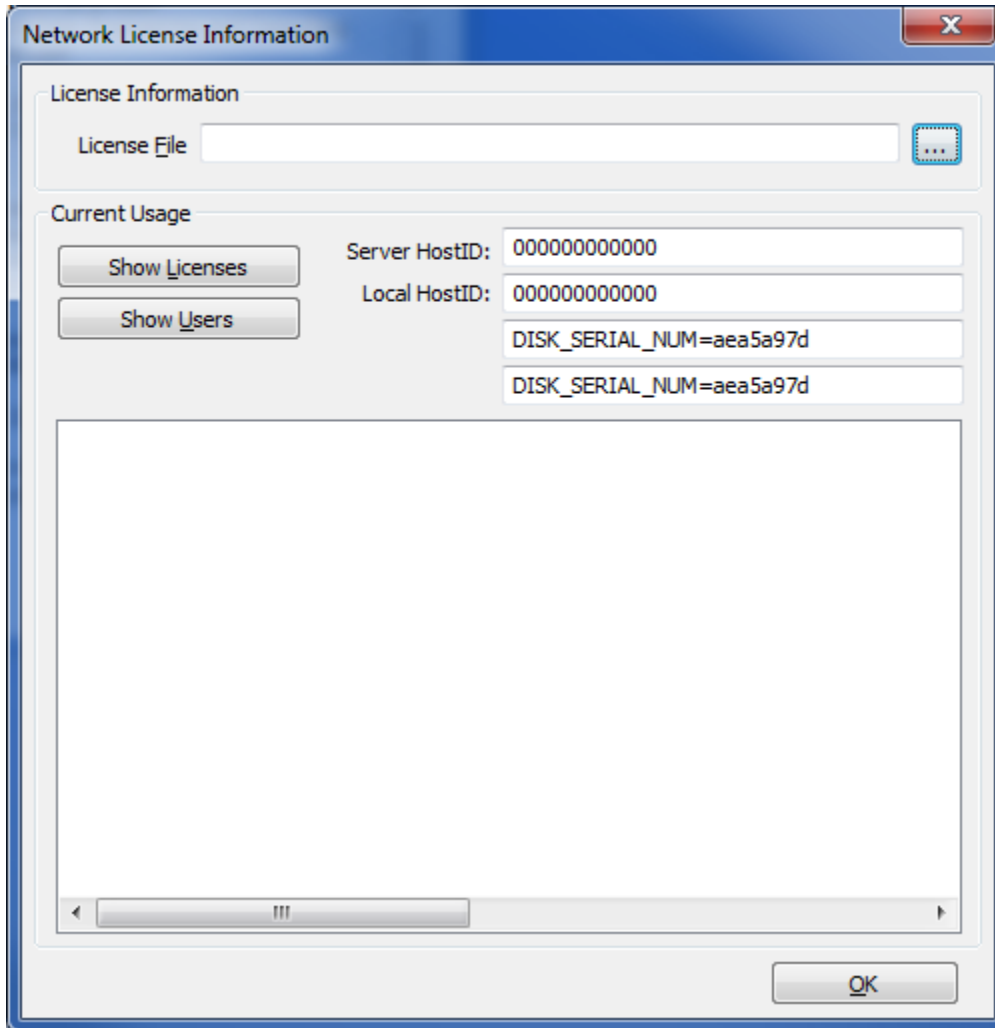 Network License Information
License Information
License File
...
Current Usage
Show Licenses
Server HostID: 000000000000
Local HostID: 000000000000
Show Users
DISK_SERIAL_NUM=aea5a97d
DISK_SERIAL_NUM=aea5a97d
OK